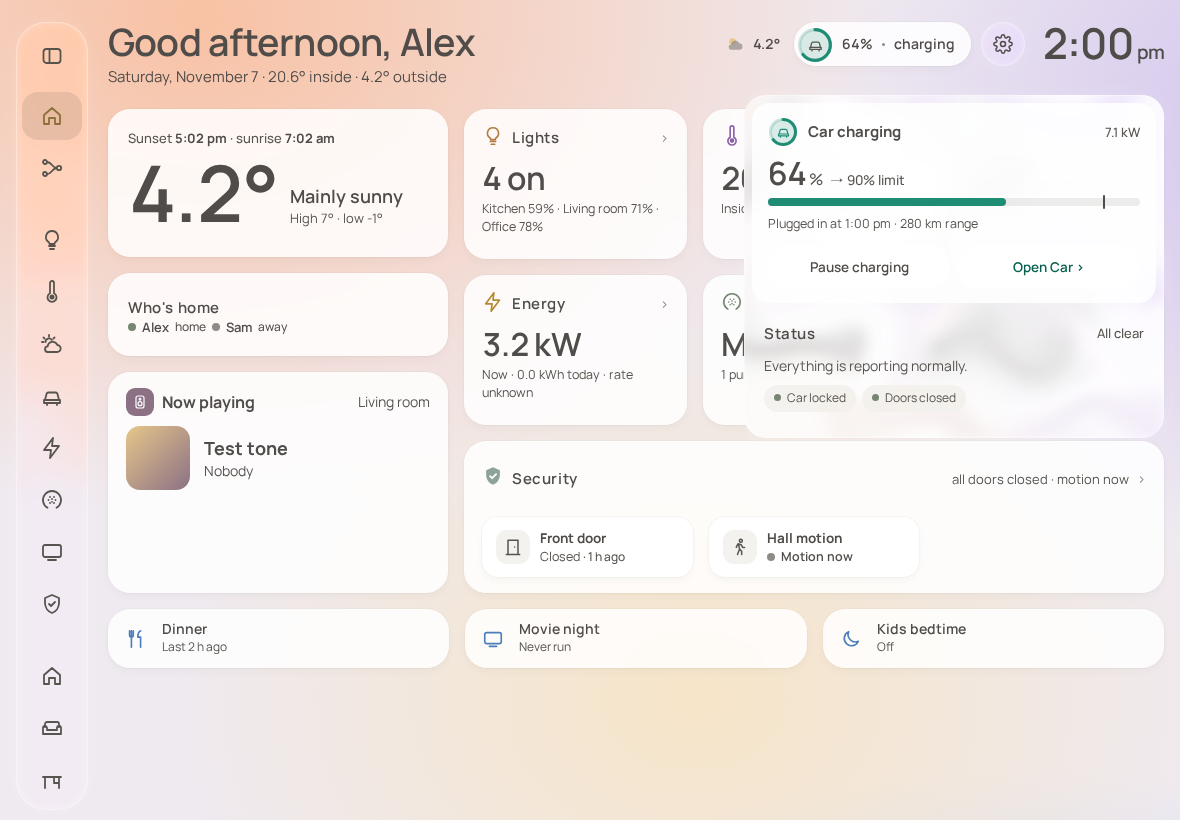 Good afternoon, Alex
Saturday, November 7 · 20.6° inside · 4.2° outside
4.2°
64% • charging
2:00 pm
Sunset 5:02 pm · sunrise 7:02 am
4.2°
Mainly sunny
High 7° · low -1°
Who's home
Alex home Sam away
Now playing
Living room
Test tone
Nobody
Lights
4 on
Kitchen 59% · Living room 71% ·
Office 78%
Energy
3.2 kW
Now · 0.0 kWh today · rate
unknown
Car charging
7.1 kW
64 % → 90% limit
Plugged in at 1:00 pm · 280 km range
Pause charging
Open Car ›
Status
All clear
Everything is reporting normally.
Car locked
Doors closed
Security
all doors closed · motion now
Front door
Closed · 1 h ago
Hall motion
Motion now
Dinner
Last 2 h ago
Movie night
Never run
Kids bedtime
Off